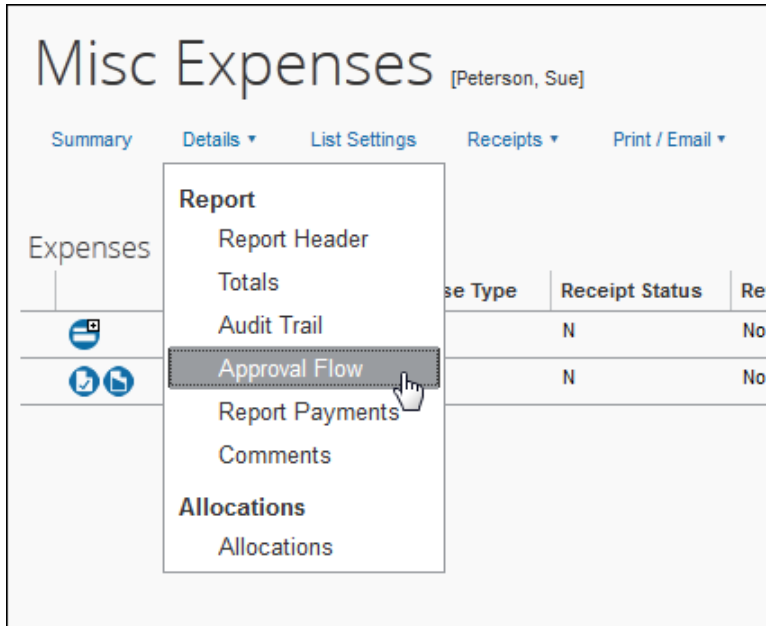 Misc Expenses [Peterson, Sue]
Summary Details List Settings Receipts Print / Email
Report
Report Header
Expenses
Totals
se Type Receipt Status Re
Audit Trail
N No
Approval Flow
N No
Report Payments
Comments
Allocations
Allocations